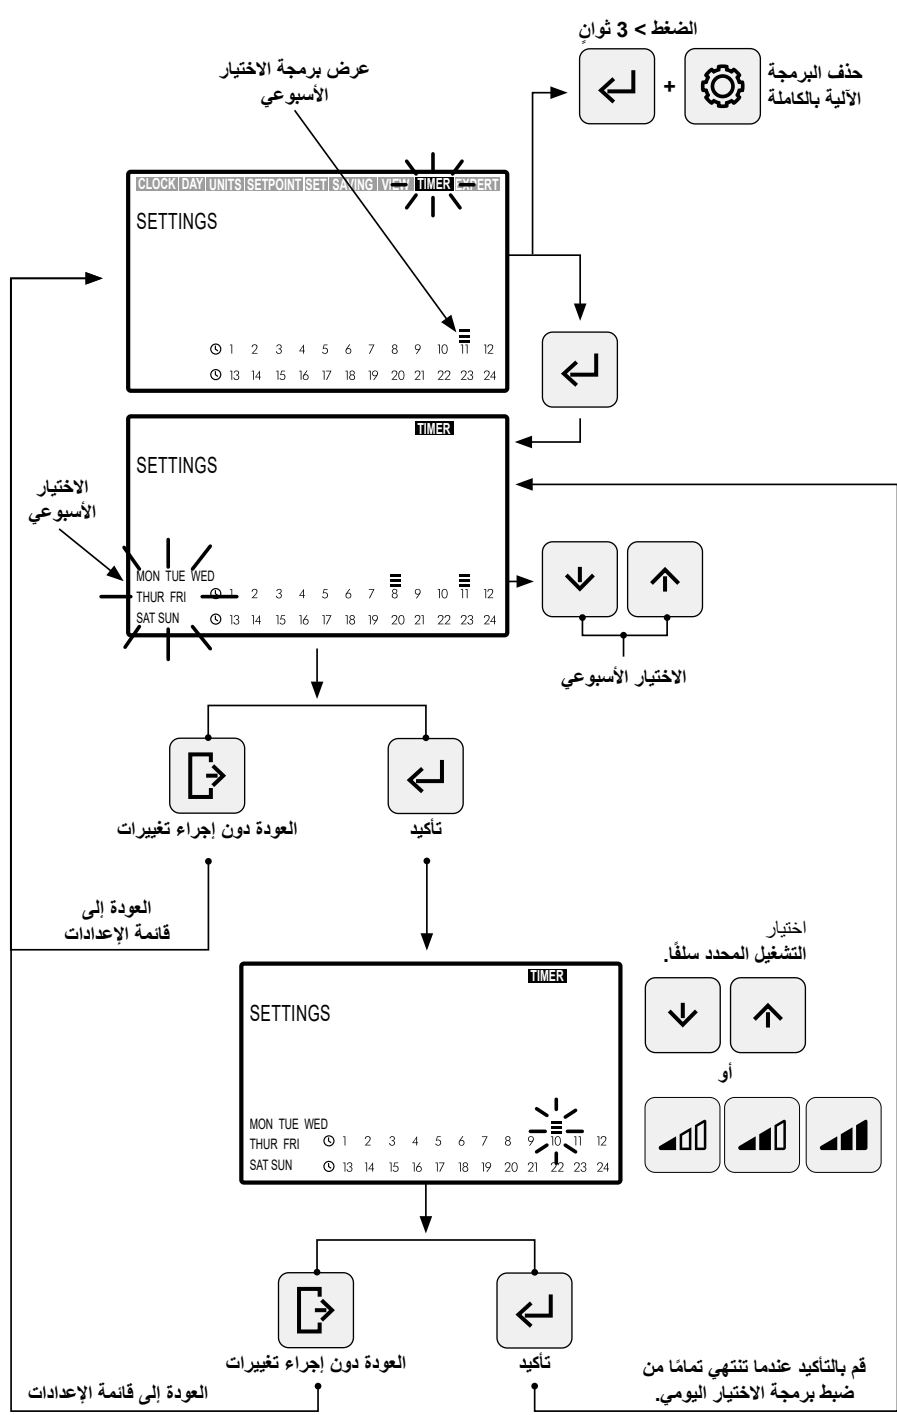 الضغط > 3 ثوانٍ
حذف البرمجة
الآلية بالكاملة
+
عرض برمجة الاختيار
الأسبوعي
CLOCK DAY UNITS SETPOINT SET SAVING VIEW TIMER EXPERT
SETTINGS
1 2 3 4 5 6 7 8 9 10 11 12
13 14 15 16 17 18 19 20 21 22 23 24
TIMER
SETTINGS
الاختيار
الأسبوعي
MON TUE WED
THUR FRI
SAT SUN
1 2 3 4 5 6 7 8 9 10 11 12
13 14 15 16 17 18 19 20 21 22 23 24
الاختيار الأسبوعي
العودة دون إجراء تغييرات
تأكيد
العودة إلى
قائمة الإعدادات
اختيار
التشغيل المحدد سلفًا.
أو
TIMER
SETTINGS
MON TUE WED
THUR FRI
SAT SUN
1 2 3 4 5 6 7 8 9 10 11 12
13 14 15 16 17 18 19 20 21 22 23 24
العودة دون إجراء تغييرات
تأكيد
العودة إلى قائمة الإعدادات
قم بالتأكيد عندما تنتهي تمامًا من
ضبط برمجة الاختيار اليومي.